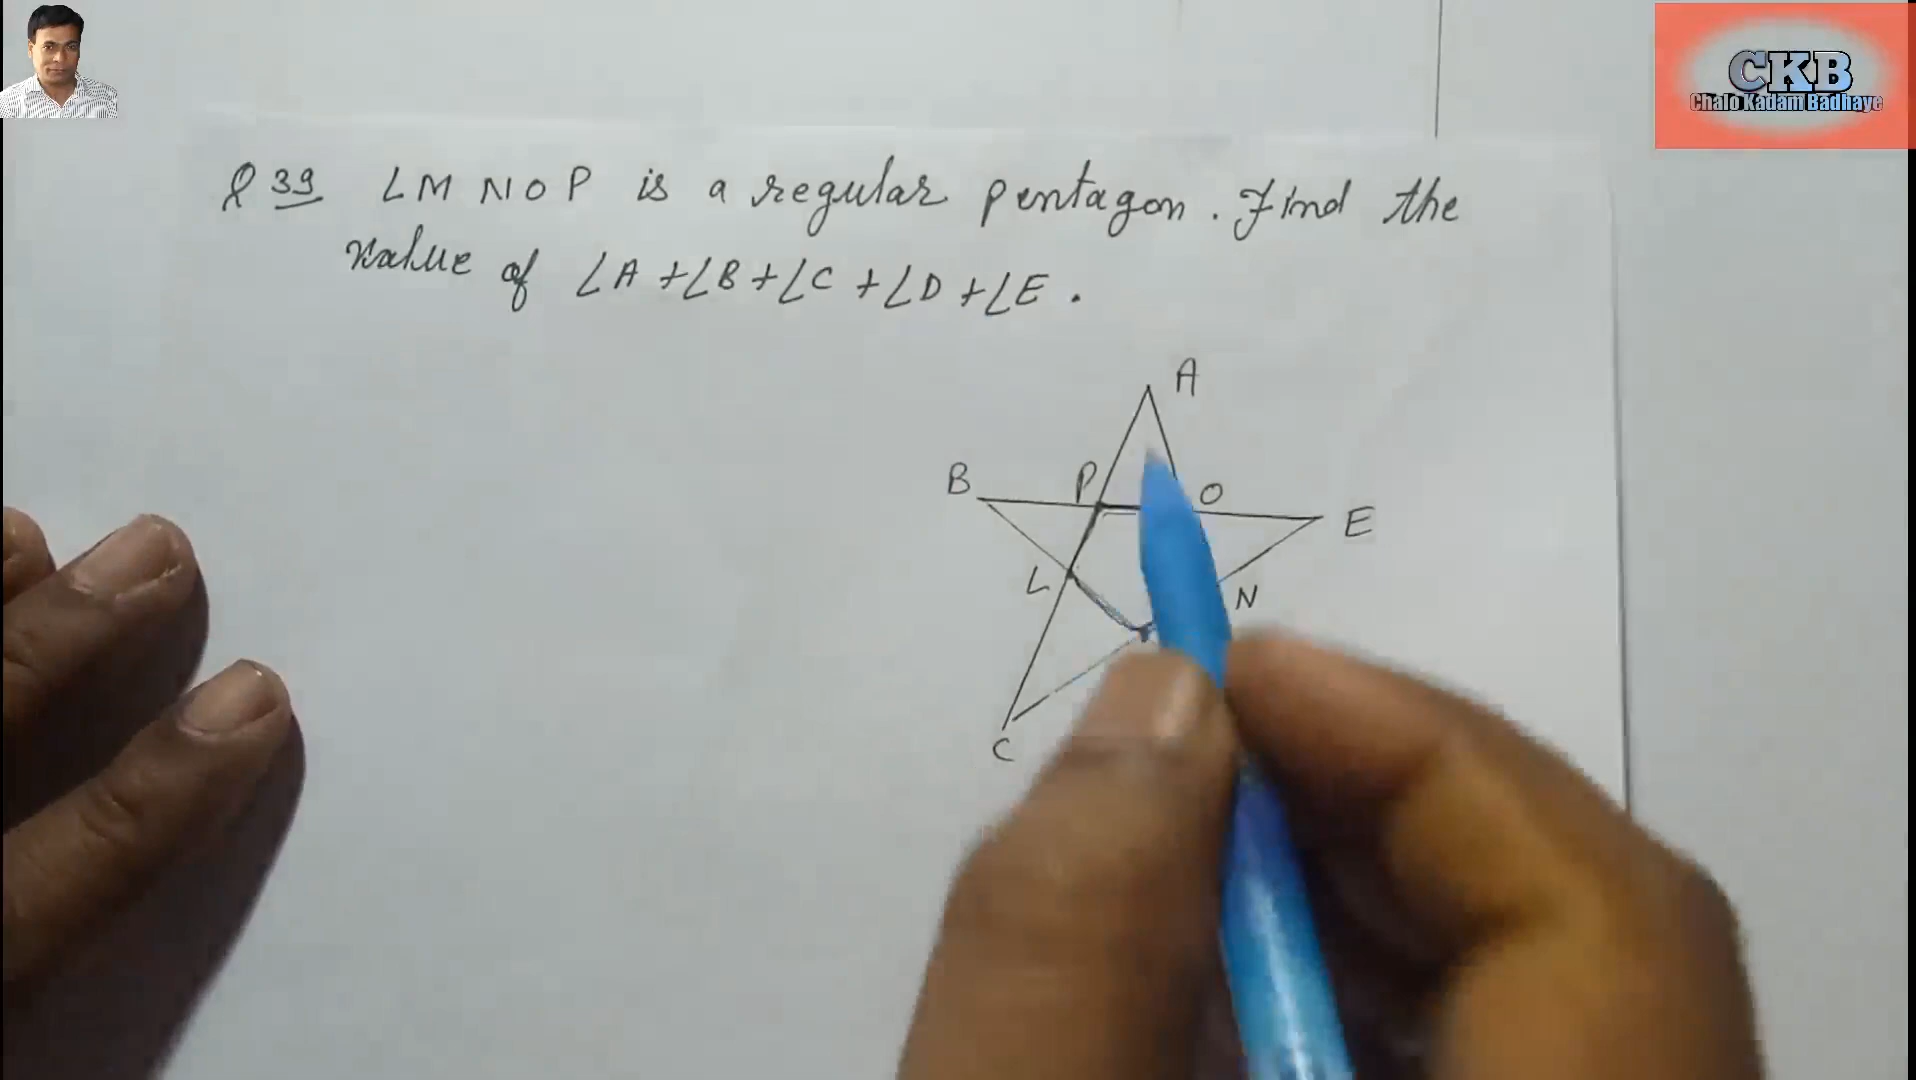 CKB
Chalo Kadam Badhaye
Q 39 LMNOP is a regular pentagon. Find the
value of ∠A+∠B+∠C+∠D+∠E.
A
B P O E
L N
C